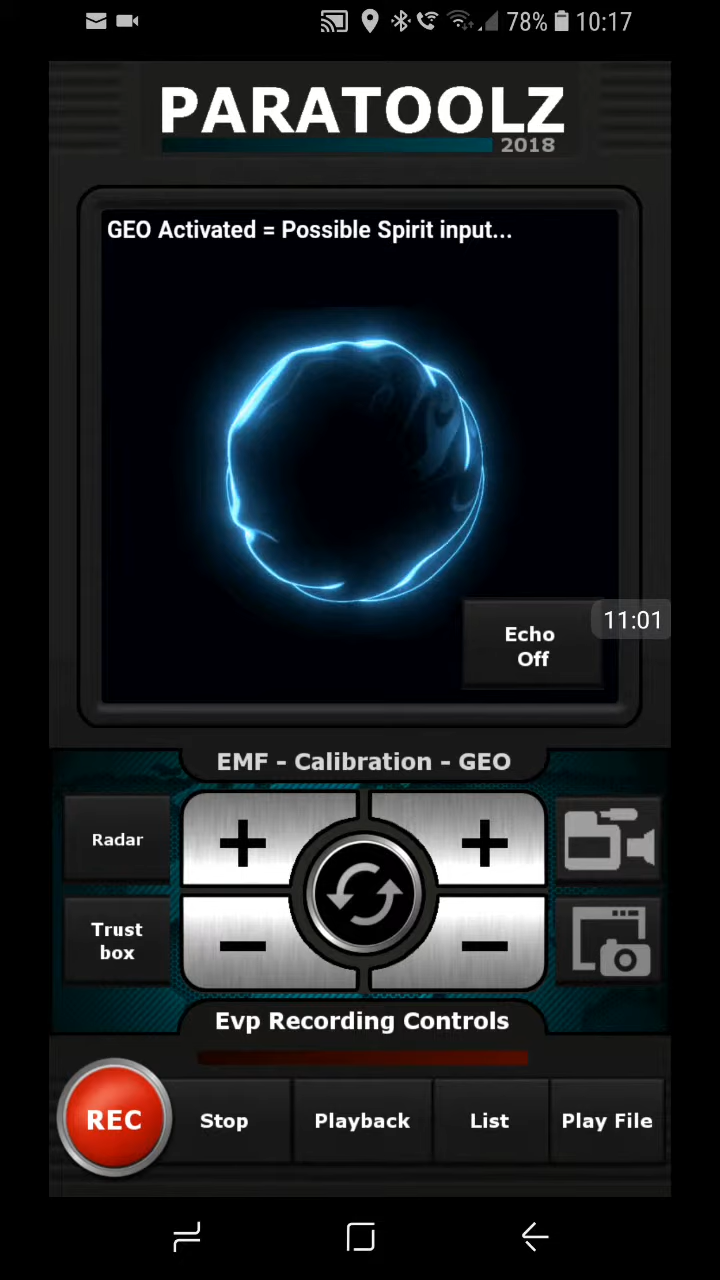 78% 10:17
PARATOOLZ
2018
GEO Activated = Possible Spirit input...
11:01
Echo
Off
EMF - Calibration - GEO
Radar
+ +
Trust
box
− −
Evp Recording Controls
REC Stop Playback List Play File